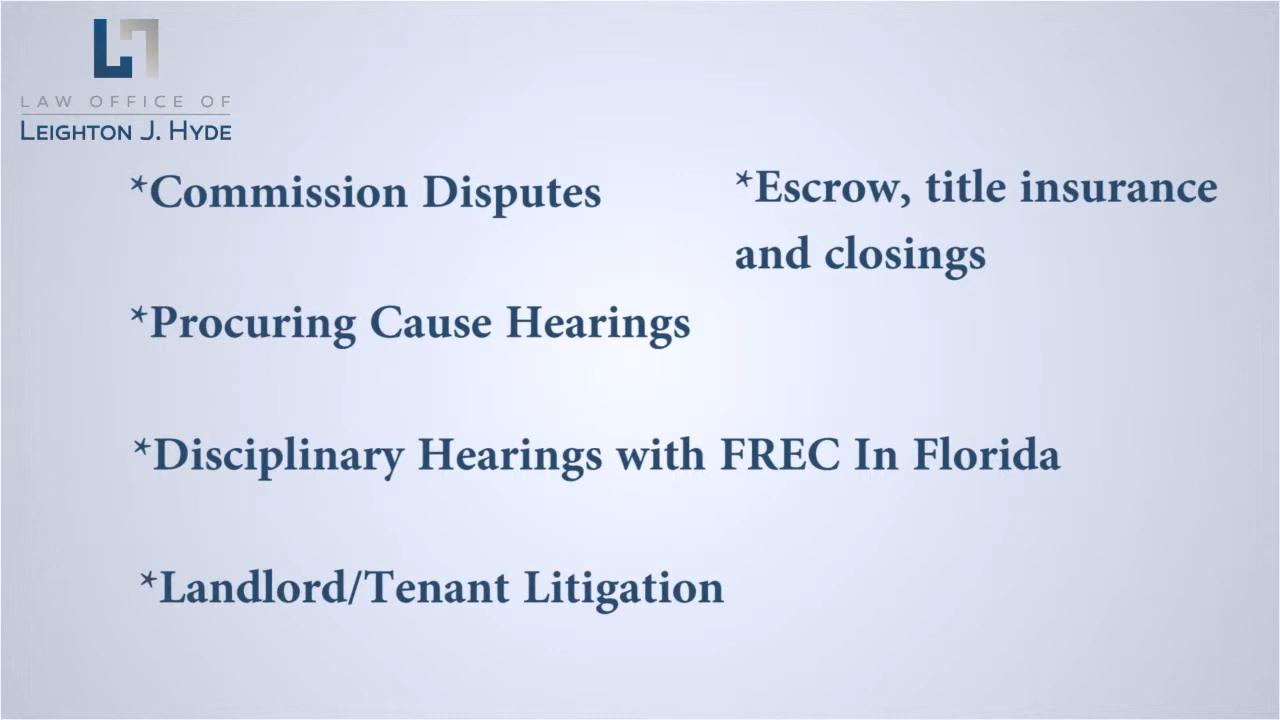 LAW OFFICE OF
LEIGHTON J. HYDE
*Commission Disputes
*Escrow, title insurance
and closings
*Procuring Cause Hearings
*Disciplinary Hearings with FREC In Florida
*Landlord/Tenant Litigation